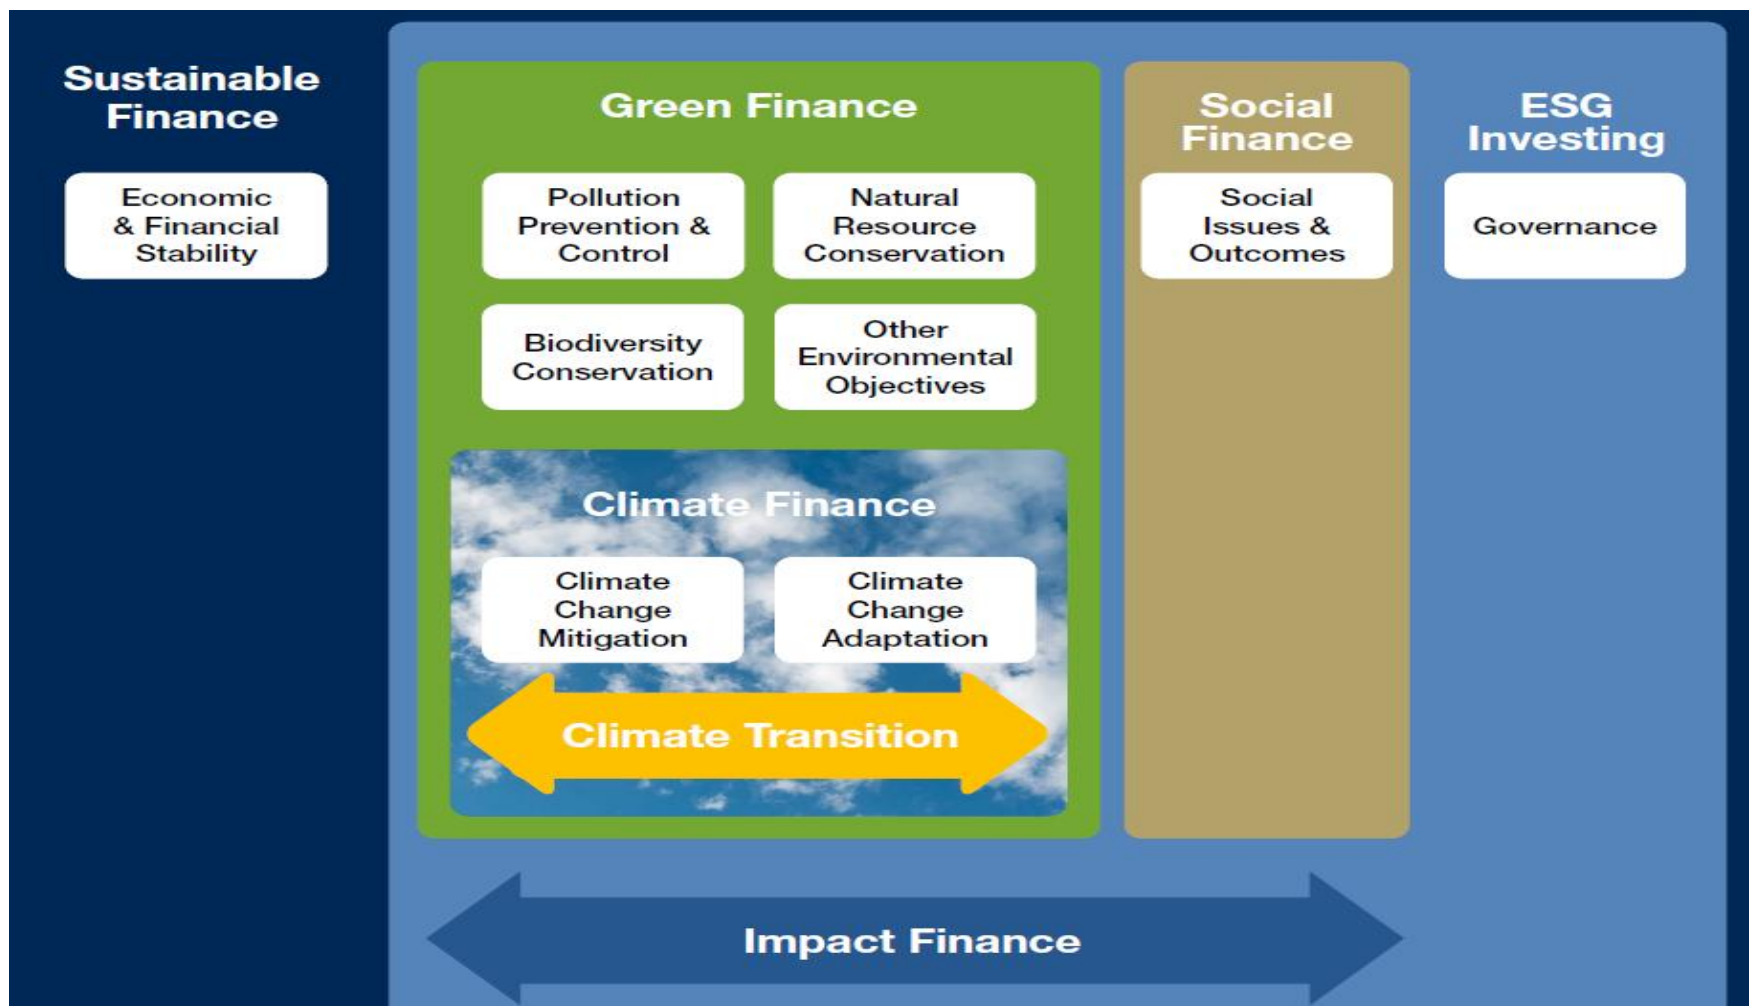 Sustainable
Finance
Economic
& Financial
Stability
Green Finance
Pollution
Prevention &
Control
Natural
Resource
Conservation
Biodiversity
Conservation
Other
Environmental
Objectives
Climate Finance
Climate
Change
Mitigation
Climate
Change
Adaptation
Climate Transition
Social
Finance
Social
Issues &
Outcomes
ESG
Investing
Governance
Impact Finance